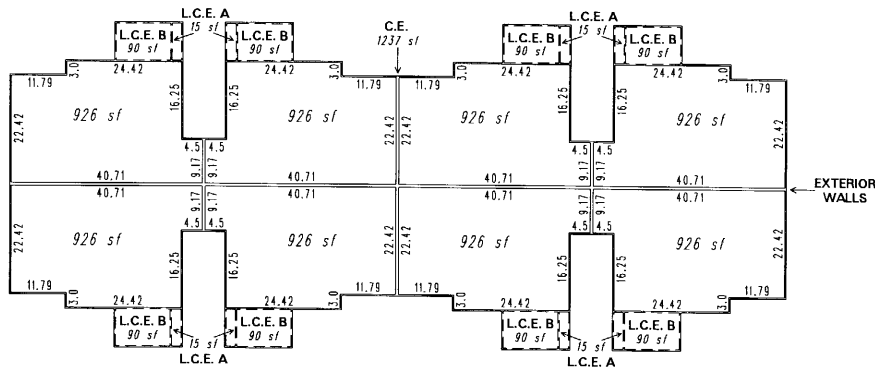 L.C.E. A
15 sf
L.C.E. B
90 sf
L.C.E. B
90 sf
C.E.
1237 sf
L.C.E. A
15 sf
L.C.E. B
90 sf
L.C.E. B
90 sf
3.0
24.42
24.42
3.0
3.0
24.42
24.42
3.0
11.79
11.79
11.79
11.79
22.42
926 sf
16.25
16.25
926 sf
22.42
22.42
926 sf
16.25
16.25
926 sf
22.42
4.5
4.5
4.5
4.5
9.17
9.17
9.17
9.17
40.71
40.71
40.71
40.71
EXTERIOR
WALLS
40.71
40.71
40.71
40.71
9.17
9.17
9.17
9.17
4.5
4.5
4.5
4.5
22.42
926 sf
16.25
16.25
926 sf
22.42
22.42
926 sf
16.25
16.25
926 sf
22.42
11.79
11.79
11.79
11.79
3.0
24.42
24.42
3.0
3.0
24.42
24.42
3.0
L.C.E. B
90 sf
L.C.E. B
90 sf
15 sf
L.C.E. A
L.C.E. B
90 sf
L.C.E. B
90 sf
15 sf
L.C.E. A